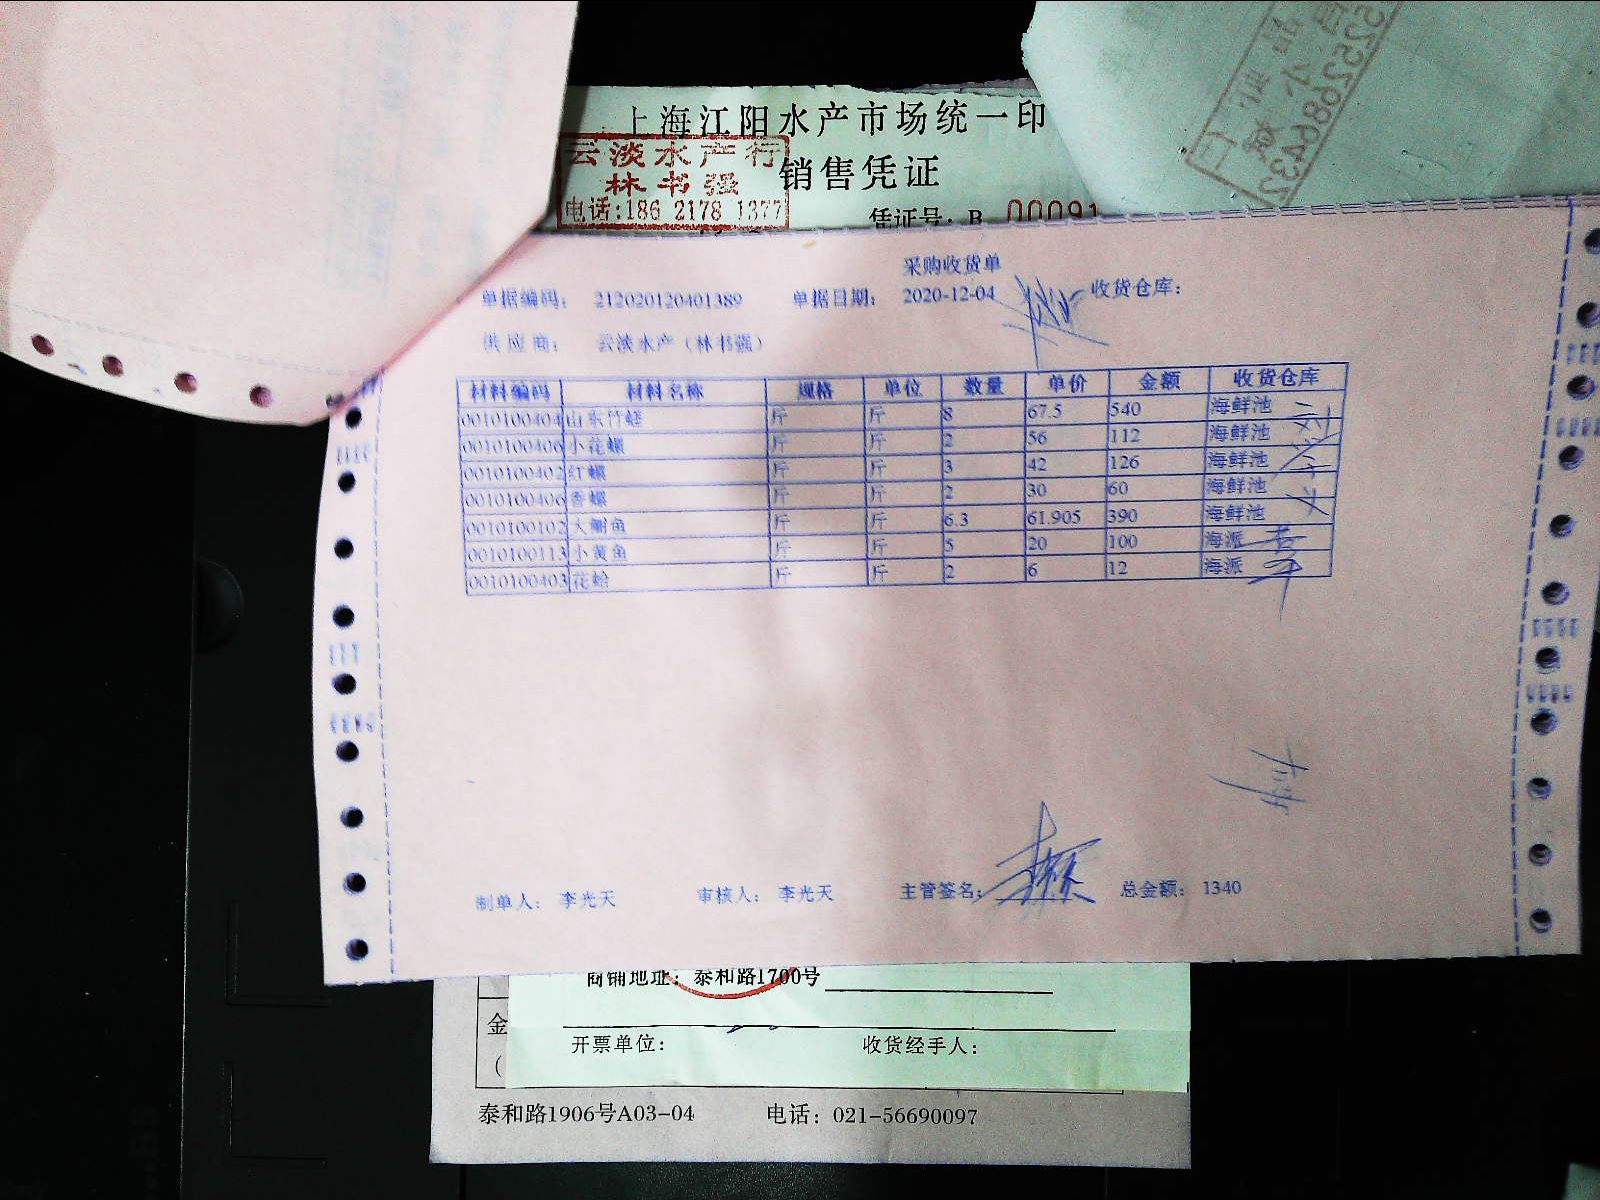 上海江阳水产市场统一印
云淡水产行
林书强
电话:186 2178 1377
销售凭证
凭证号: B 00091
采购收货单
单据编码: 212020120401389 单据日期: 2020-12-04 收货仓库:
供应商: 云淡水产(林书强)
材料编码 材料名称 规格 单位 数量 单价 金额 收货仓库
0010100404 山东竹蛏 斤 斤 8 67.5 540 海鲜池
0010100406 小花螺 斤 斤 2 56 112 海鲜池
0010100402 红螺 斤 斤 3 42 126 海鲜池
0010100406 香螺 斤 斤 2 30 60 海鲜池
0010100102 大鲥鱼 斤 斤 6.3 61.905 390 海鲜池
0010100113 小黄鱼 斤 斤 5 20 100 海派
0010100403 花蛤 斤 斤 2 6 12 海派
制单人: 李光天 审核人: 李光天 主管签名: 总金额: 1340
商铺地址: 泰和路1700号
金
(
开票单位: 收货经手人:
泰和路1906号A03-04 电话: 021-56690097